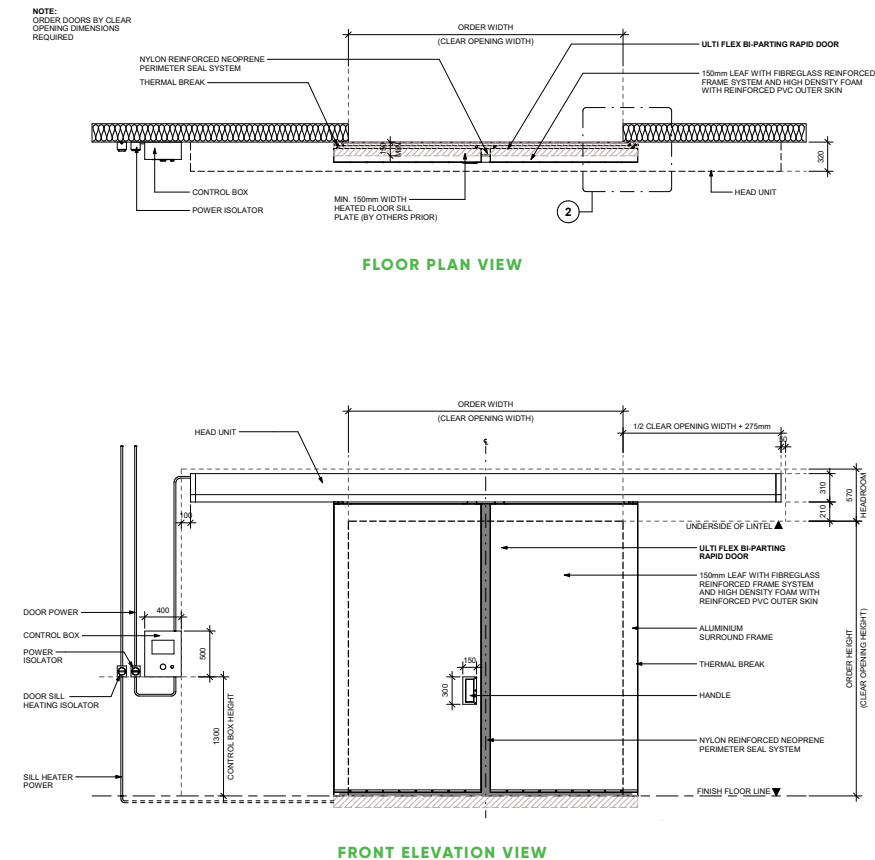 NOTE:
ORDER DOORS BY CLEAR
OPENING DIMENSIONS
REQUIRED
ORDER WIDTH
(CLEAR OPENING WIDTH)
NYLON REINFORCED NEOPRENE
PERIMETER SEAL SYSTEM
THERMAL BREAK
ULTI FLEX BI-PARTING RAPID DOOR
150mm LEAF WITH FIBREGLASS REINFORCED
FRAME SYSTEM AND HIGH DENSITY FOAM
WITH REINFORCED PVC OUTER SKIN
150
MIN.
320
CONTROL BOX
POWER ISOLATOR
MIN. 150mm WIDTH
HEATED FLOOR SILL
PLATE (BY OTHERS PRIOR)
2
HEAD UNIT
FLOOR PLAN VIEW
ORDER WIDTH
(CLEAR OPENING WIDTH)
1/2 CLEAR OPENING WIDTH + 275mm
HEAD UNIT
310
570
HEADROOM
210
100
UNDERSIDE OF LINTEL
ULTI FLEX BI-PARTING
RAPID DOOR
150mm LEAF WITH FIBREGLASS
REINFORCED FRAME SYSTEM
AND HIGH DENSITY FOAM WITH
REINFORCED PVC OUTER SKIN
DOOR POWER
400
CONTROL BOX
POWER
ISOLATOR
500
ALUMINIUM
SURROUND FRAME
THERMAL BREAK
150
300
HANDLE
DOOR SILL
HEATING ISOLATOR
1300
CONTROL BOX HEIGHT
ORDER HEIGHT
(CLEAR OPENING HEIGHT)
NYLON REINFORCED NEOPRENE
PERIMETER SEAL SYSTEM
SILL HEATER
POWER
FINISH FLOOR LINE
FRONT ELEVATION VIEW